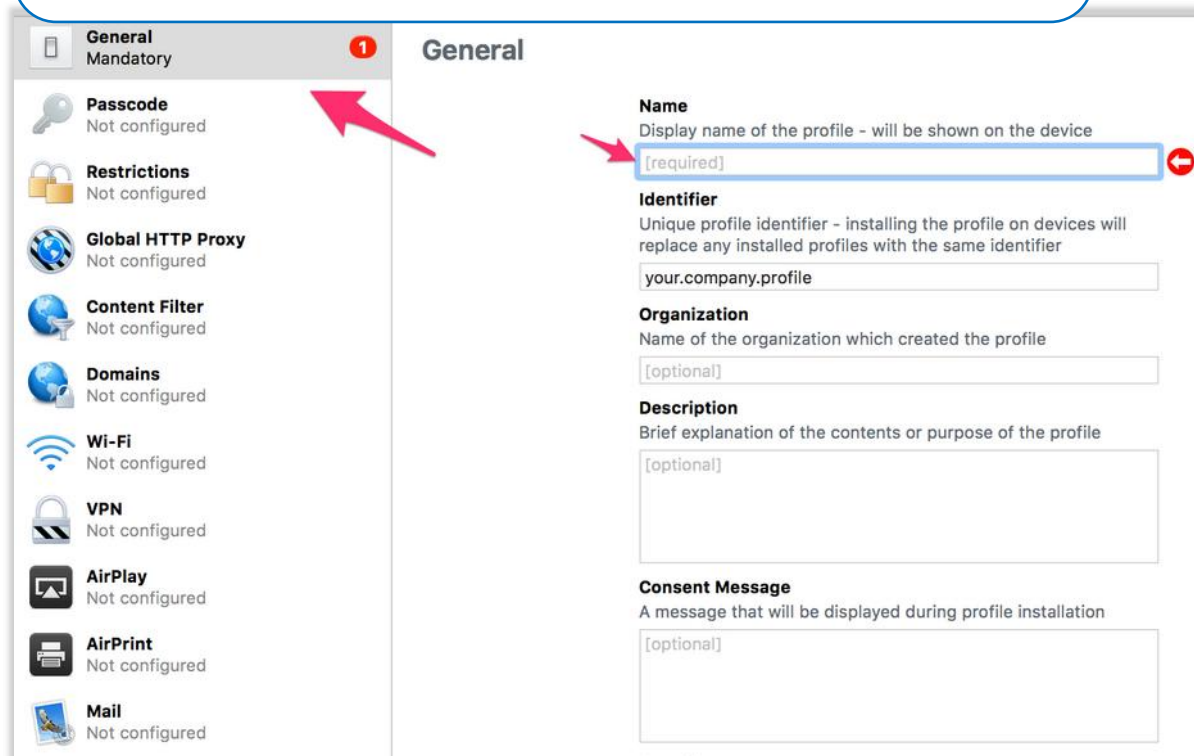 General
Mandatory
1
Passcode
Not configured
Restrictions
Not configured
Global HTTP Proxy
Not configured
Content Filter
Not configured
Domains
Not configured
Wi-Fi
Not configured
VPN
Not configured
AirPlay
Not configured
AirPrint
Not configured
Mail
Not configured
General
Name
Display name of the profile - will be shown on the device
[required]
Identifier
Unique profile identifier - installing the profile on devices will
replace any installed profiles with the same identifier
your.company.profile
Organization
Name of the organization which created the profile
[optional]
Description
Brief explanation of the contents or purpose of the profile
[optional]
Consent Message
A message that will be displayed during profile installation
[optional]